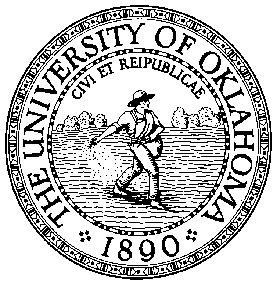 THE UNIVERSITY OF OKLAHOMA
CIVI ET REIPUBLICAE
1890